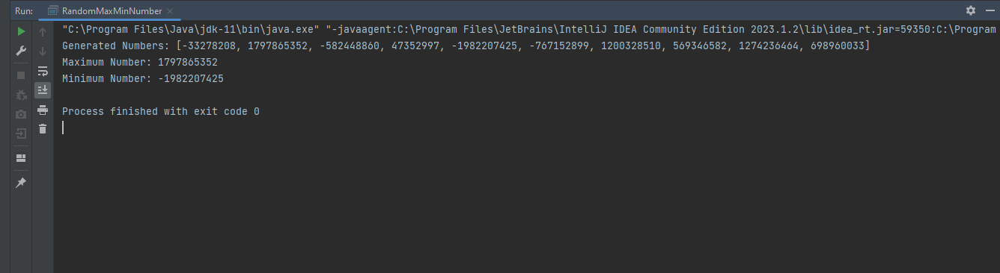 Run: RandomMaxMinNumber
"C:\Program Files\Java\jdk-11\bin\java.exe" "-javaagent:C:\Program Files\JetBrains\IntelliJ IDEA Community Edition 2023.1.2\lib\idea_rt.jar=59350:C:\Program
Generated Numbers: [-33278208, 1797865352, -582448860, 47352997, -1982207425, -767152899, 1200328510, 569346582, 1274236464, 698960033]
Maximum Number: 1797865352
Minimum Number: -1982207425
Process finished with exit code 0